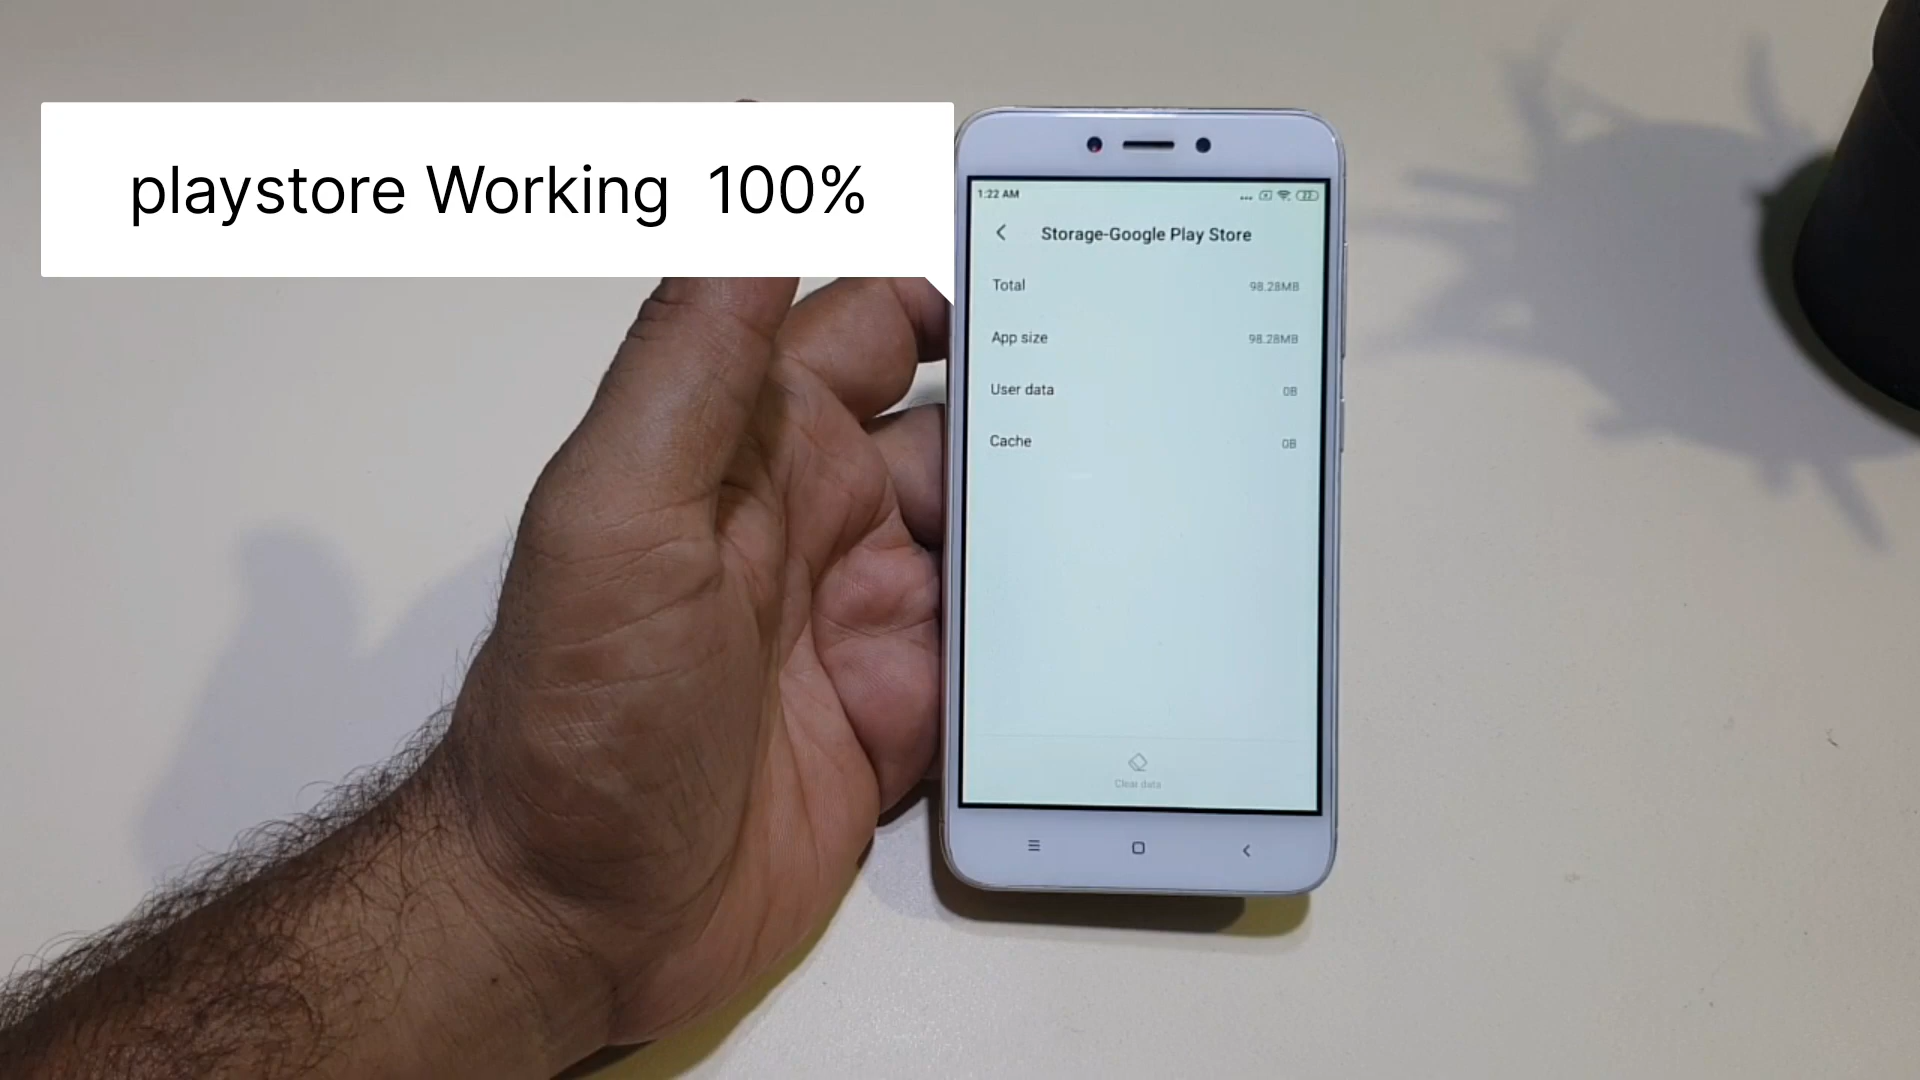 playstore Working 100%
1:22 AM
22
Storage-Google Play Store
Total 98.28MB
App size 98.28MB
User data 0B
Cache 0B
Clear data